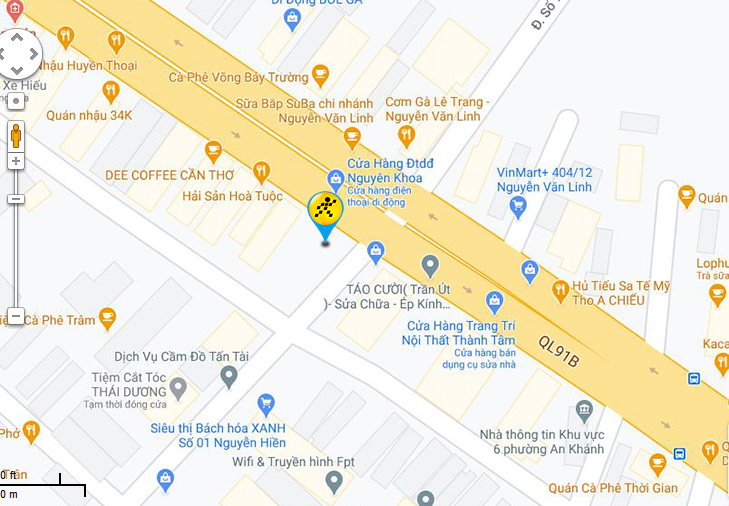 Di Động BÚL GA
Đ. Số
Nhậu Huyền Thoại
Xe Hiếu
Quán nhậu 34K
Cà Phê Võng Bảy Trường
Sữa Bắp SuBa chi nhánh
Nguyễn Văn Linh
Cơm Gà Lê Trang -
Nguyễn Văn Linh
DEE COFFEE CẦN THƠ
Hải Sản Hoà Tuộc
Cửa Hàng Đtdđ
Nguyên Khoa
Cửa hàng điện
thoại di động
VinMart+ 404/12
Nguyễn Văn Linh
Quán
TÁO CƯỜI( Trần Út
)- Sửa Chữa - Ép Kính...
Hủ Tiếu Sa Tế Mỹ
Tho A CHIẾU
Loph
Trà sữa
Cửa Hàng Trang Trí
Nội Thất Thành Tâm
Cửa hàng bán
dụng cụ sửa nhà
QL91B
Kaca
Cà Phê Trâm
Dịch Vụ Cầm Đồ Tấn Tài
Tiệm Cắt Tóc
THÁI DƯƠNG
Tạm thời đóng cửa
Siêu thị Bách hóa XANH
Số 01 Nguyễn Hiền
Phở
Trân
Wifi & Truyền hình Fpt
Nhà thông tin Khu vực
6 phường An Khánh
Quán Cà Phê Thời Gian
0 ft
0 m